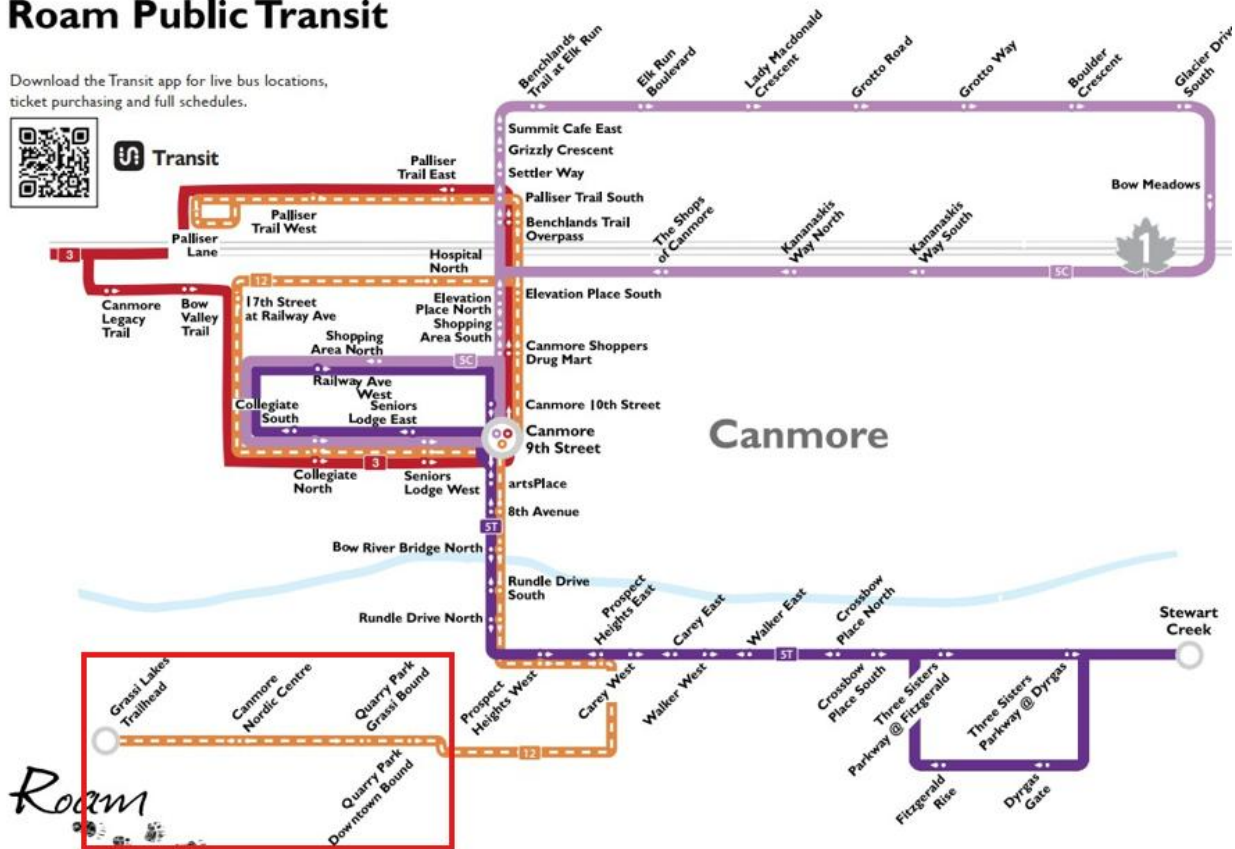 Roam Public Transit
Download the Transit app for live bus locations,
ticket purchasing and full schedules.
Transit
Benchlands
Trail at Elk Run
Elk Run
Boulevard
Lady Macdonald
Crescent
Grotto Road
Grotto Way
Boulder
Crescent
Glacier Drive
South
Summit Cafe East
Grizzly Crescent
Settler Way
Palliser
Trail East
Palliser Trail South
Bow Meadows
Palliser
Trail West
Benchlands Trail
Overpass
The Shops
of Canmore
Kananaskis
Way North
Kananaskis
Way South
Palliser
Lane
3
Hospital
North
1
5C
12
Canmore
Legacy
Trail
Bow
Valley
Trail
17th Street
at Railway Ave
Elevation
Place North
Elevation Place South
Shopping
Area South
Shopping
Area North
5C
Canmore Shoppers
Drug Mart
Railway Ave
West
Collegiate
South
Seniors
Lodge East
Canmore 10th Street
Canmore
9th Street
Canmore
3
Collegiate
North
Seniors
Lodge West
artsPlace
8th Avenue
5T
Bow River Bridge North
Rundle Drive
South
Rundle Drive North
Prospect
Heights East
Carey East
Walker East
Crossbow
Place North
Stewart
Creek
5T
Grassi Lakes
Trailhead
Canmore
Nordic Centre
Quarry Park
Grassi Bound
Prospect
Heights West
Carey West
Walker West
Crossbow
Place South
Three Sisters
Parkway @ Fitzgerald
Three Sisters
Parkway @ Dyrgas
12
Quarry Park
Downtown Bound
Fitzgerald
Rise
Dyrgas
Gate
Roam